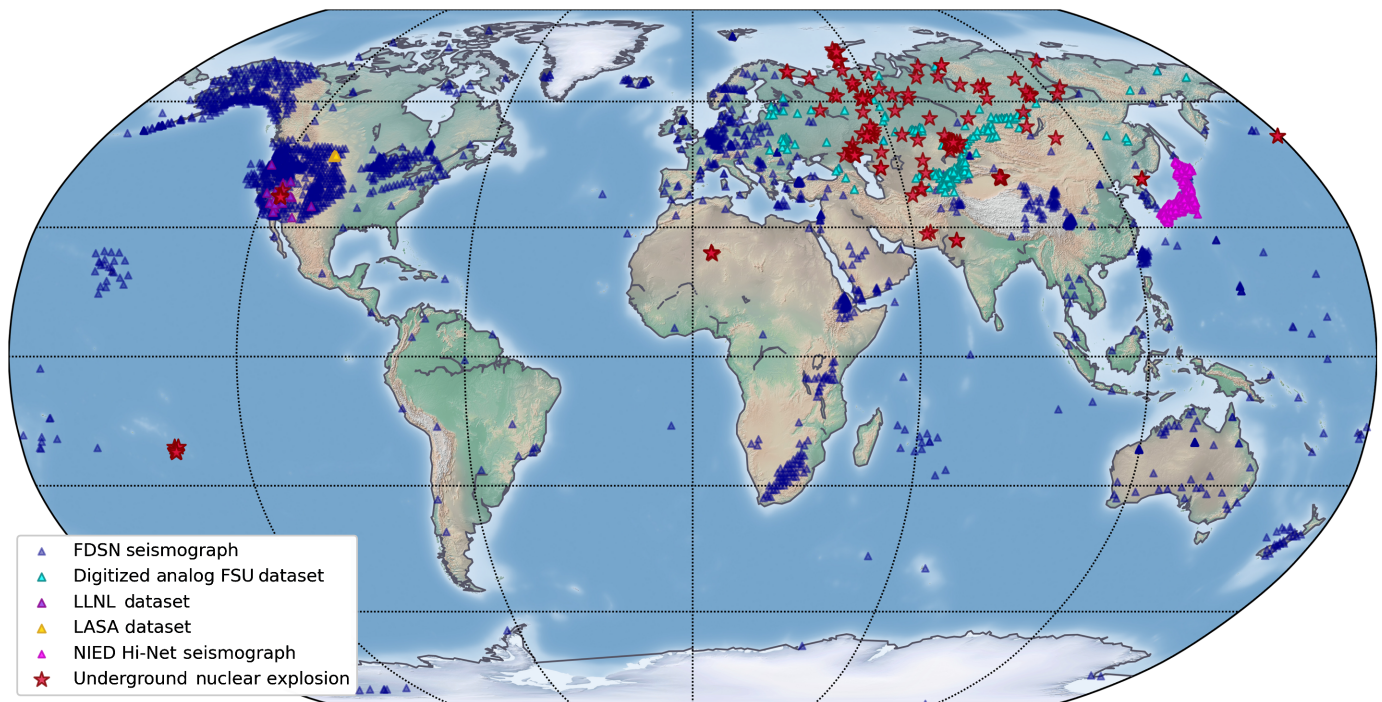 FDSN seismograph
Digitized analog FSU dataset
LLNL dataset
LASA dataset
NIED Hi-Net seismograph
Underground nuclear explosion